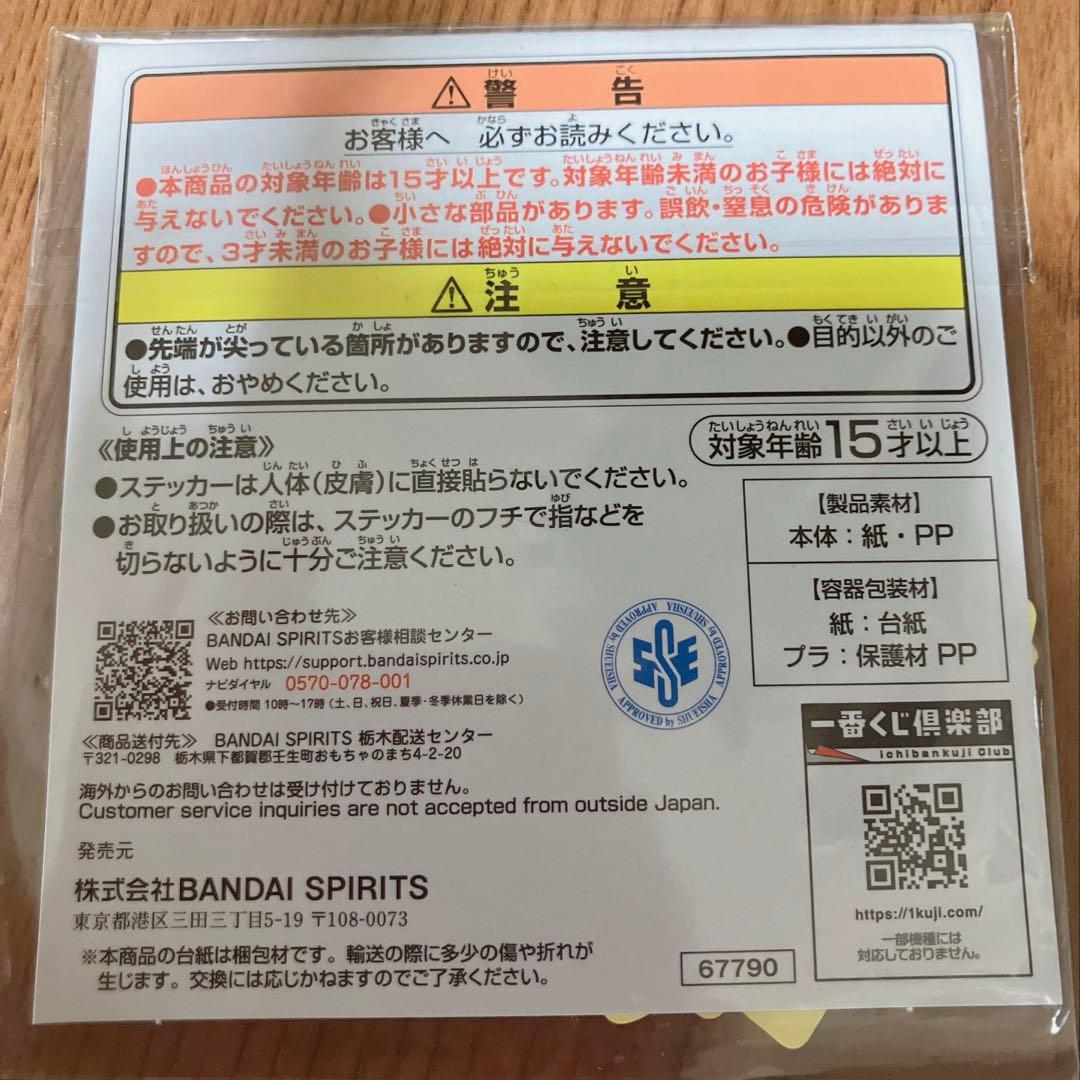 ⚠警告
お客様へ 必ずお読みください。
●本商品の対象年齢は15才以上です。対象年齢未満のお子様には絶対に
与えないでください。●小さな部品があります。誤飲・窒息の危険がありま
すので、3才未満のお子様には絶対に与えないでください。
⚠注意
●先端が尖っている箇所がありますので、注意してください。●目的以外のご
使用は、おやめください。
《使用上の注意》
対象年齢15才以上
●ステッカーは人体(皮膚)に直接貼らないでください。
●お取り扱いの際は、ステッカーのフチで指などを
切らないように十分ご注意ください。
【製品素材】
本体:紙・PP
【容器包装材】
紙:台紙
プラ:保護材 PP
≪お問い合わせ先≫
BANDAI SPIRITSお客様相談センター
Web https://support.bandaispirits.co.jp
ナビダイヤル 0570-078-001
●受付時間 10時~17時(土、日、祝日、夏季・冬季休業日を除く)
APPROVED by SHUEISHA APPROVED by SHUEISHA
SSE
≪商品送付先≫ BANDAI SPIRITS 栃木配送センター
〒321-0298 栃木県下都賀郡壬生町おもちゃのまち4-2-20
海外からのお問い合わせは受け付けておりません。
Customer service inquiries are not accepted from outside Japan.
発売元
株式会社BANDAI SPIRITS
東京都港区三田三丁目5-19 〒108-0073
※本商品の台紙は梱包材です。輸送の際に多少の傷や折れが
生じます。交換には応じかねますのでご了承ください。
67790
一番くじ倶楽部
ichibankuji Club
https://1kuji.com/
一部機種には
対応しておりません。